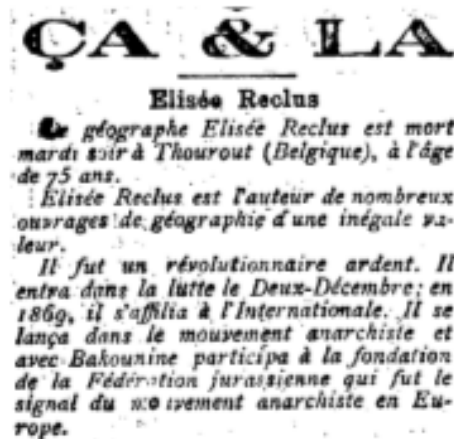 ÇA & LA
Elisée Reclus
Le géographe Elisée Reclus est mort
mardi soir à Thourout (Belgique), à l'âge
de 75 ans.
Elisée Reclus est l'auteur de nombreux
ouvrages de géographie d'une inégale va-
leur.
Il fut un révolutionnaire ardent. Il
entra dans la lutte le Deux-Décembre; en
1869, il s'affilia à l'Internationale. Il se
lança dans le mouvement anarchiste et
avec Bakounine participa à la fondation
de la Fédération jurassienne qui fut le
signal du mouvement anarchiste en Eu-
rope.